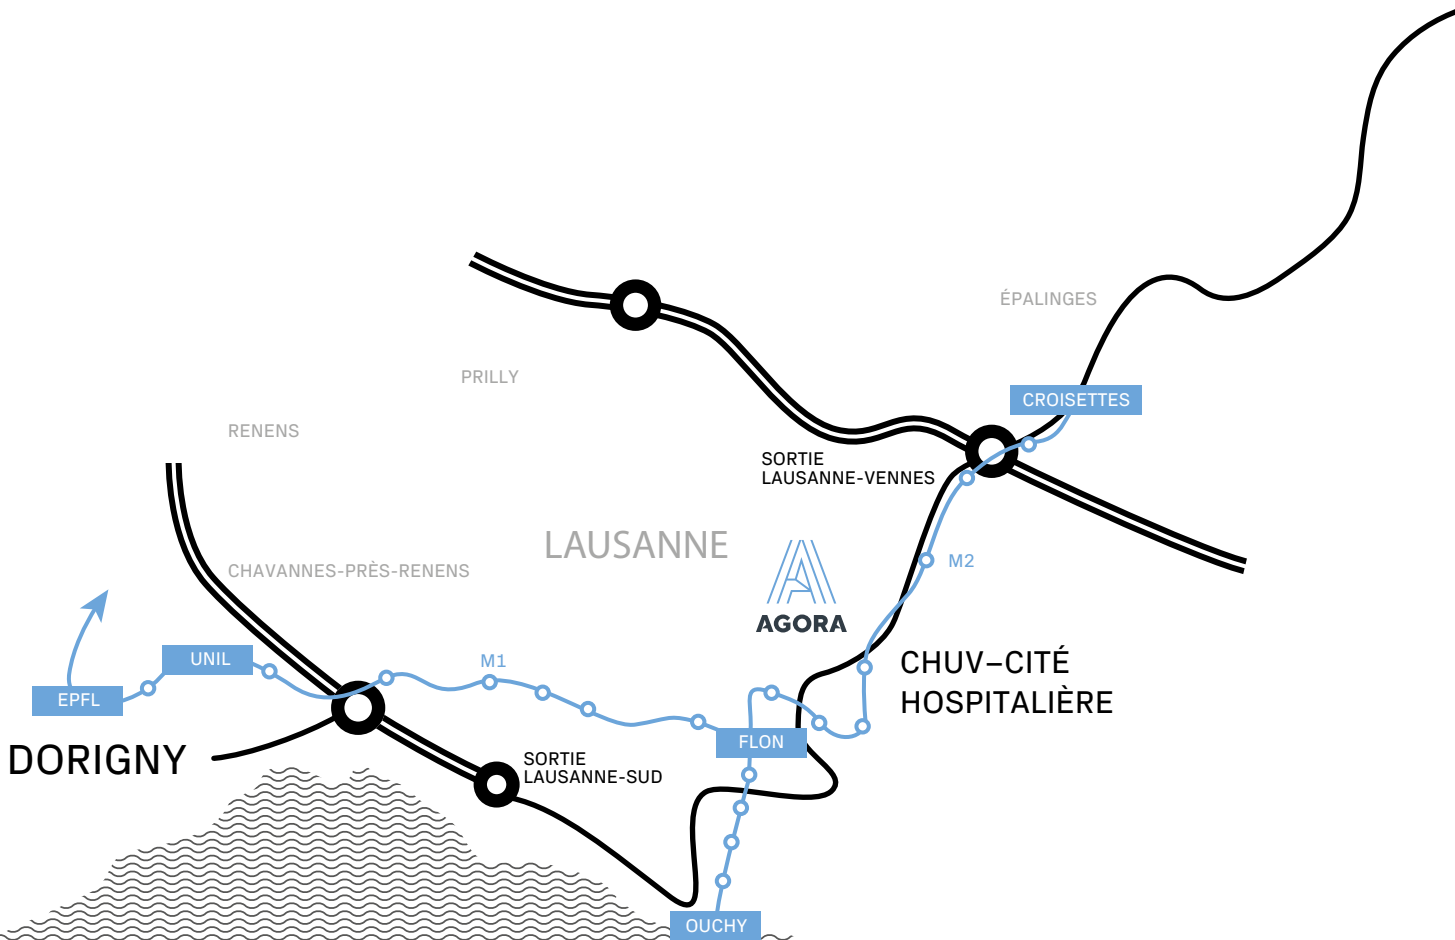 ÉPALINGES
PRILLY
CROISETTES
RENENS
SORTIE
LAUSANNE-VENNES
LAUSANNE
M2
CHAVANNES-PRÈS-RENENS
AGORA
UNIL
M1
CHUV–CITÉ
HOSPITALIÈRE
EPFL
FLON
DORIGNY
SORTIE
LAUSANNE-SUD
OUCHY